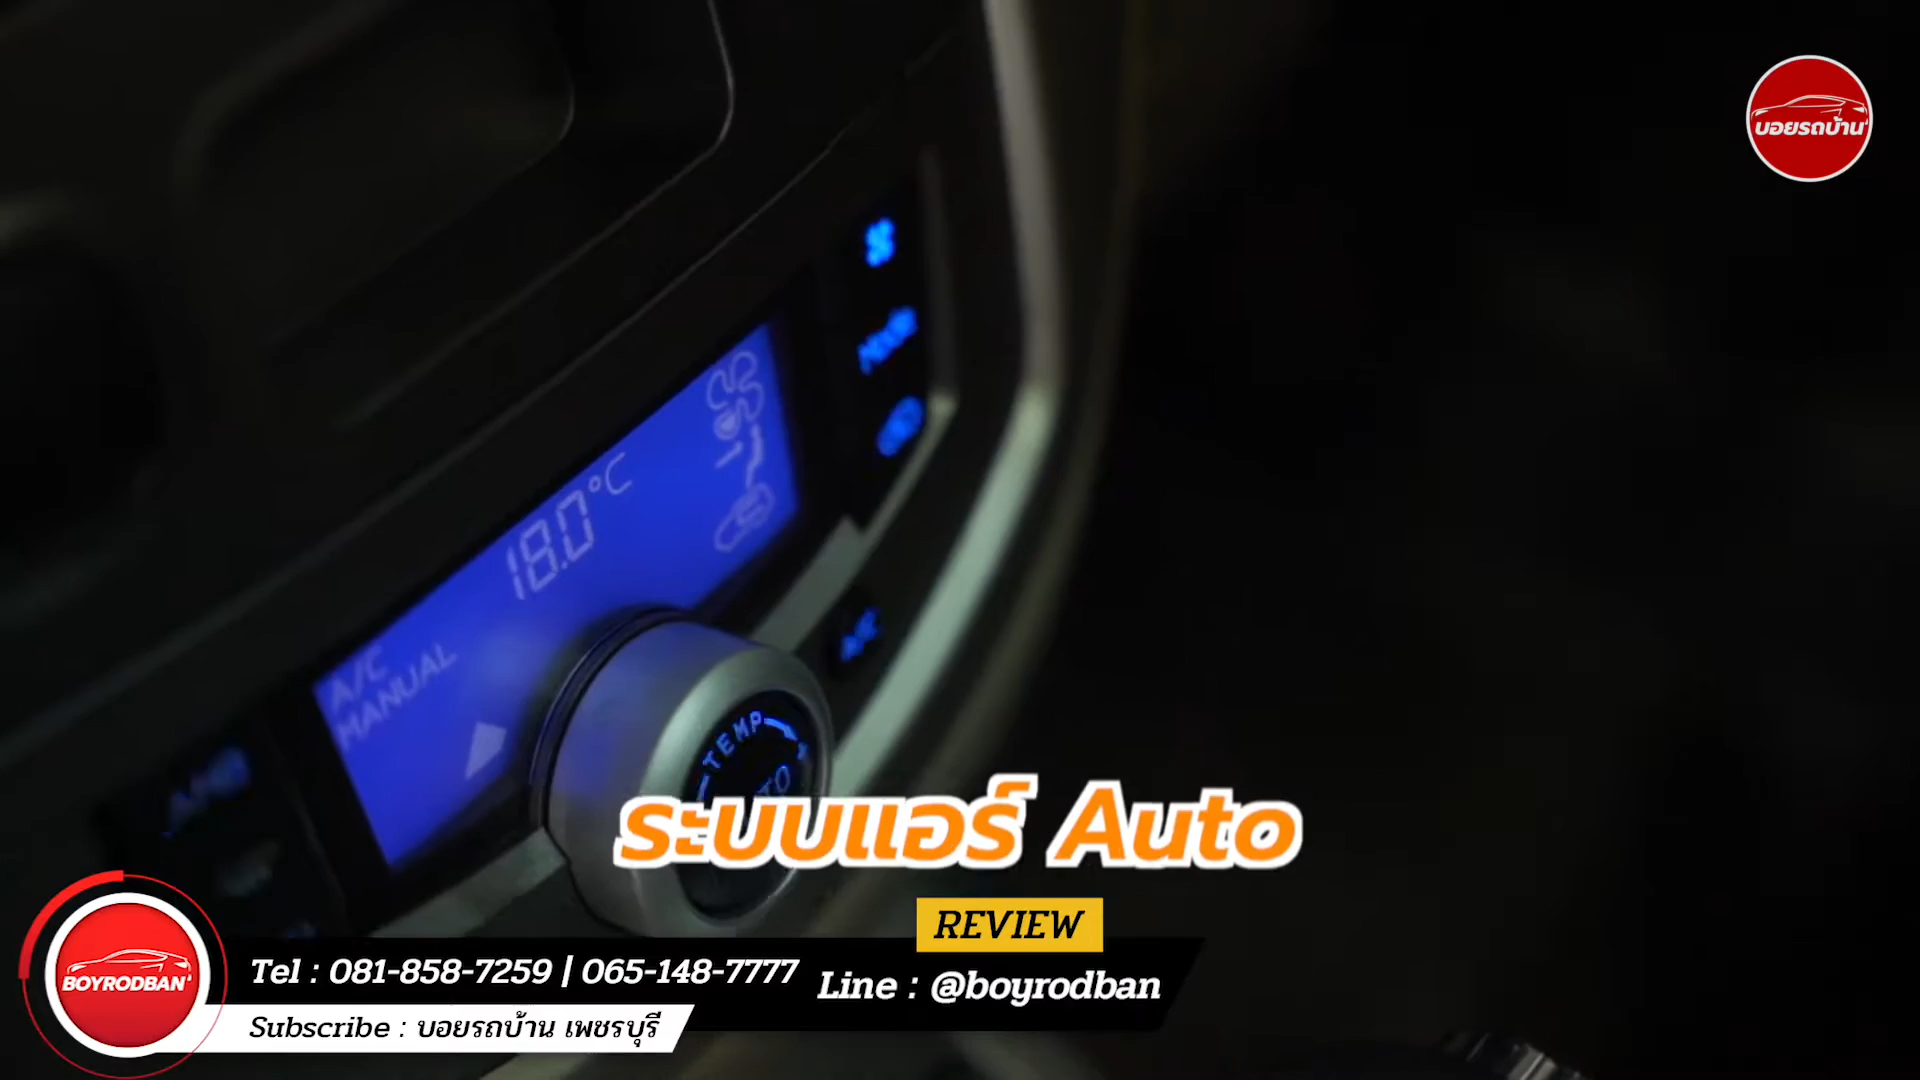 บอยรถบ้าน
18.0°C
A/C
MANUAL
TEMP
ระบบแอร์ Auto
REVIEW
BOYRODBAN
Tel : 081-858-7259 | 065-148-7777
Line : @boyrodban
Subscribe : บอยรถบ้าน เพชรบุรี